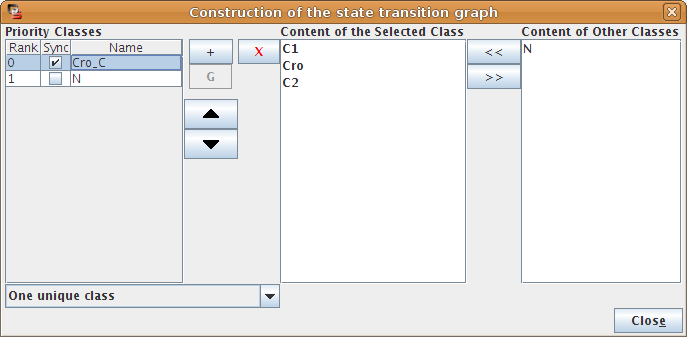 Construction of the state transition graph
Priority Classes
Rank Sync Name
0 Cro_C
1 N
+ X
G
Content of the Selected Class
C1
Cro
C2
<<
>>
Content of Other Classes
N
One unique class
Close